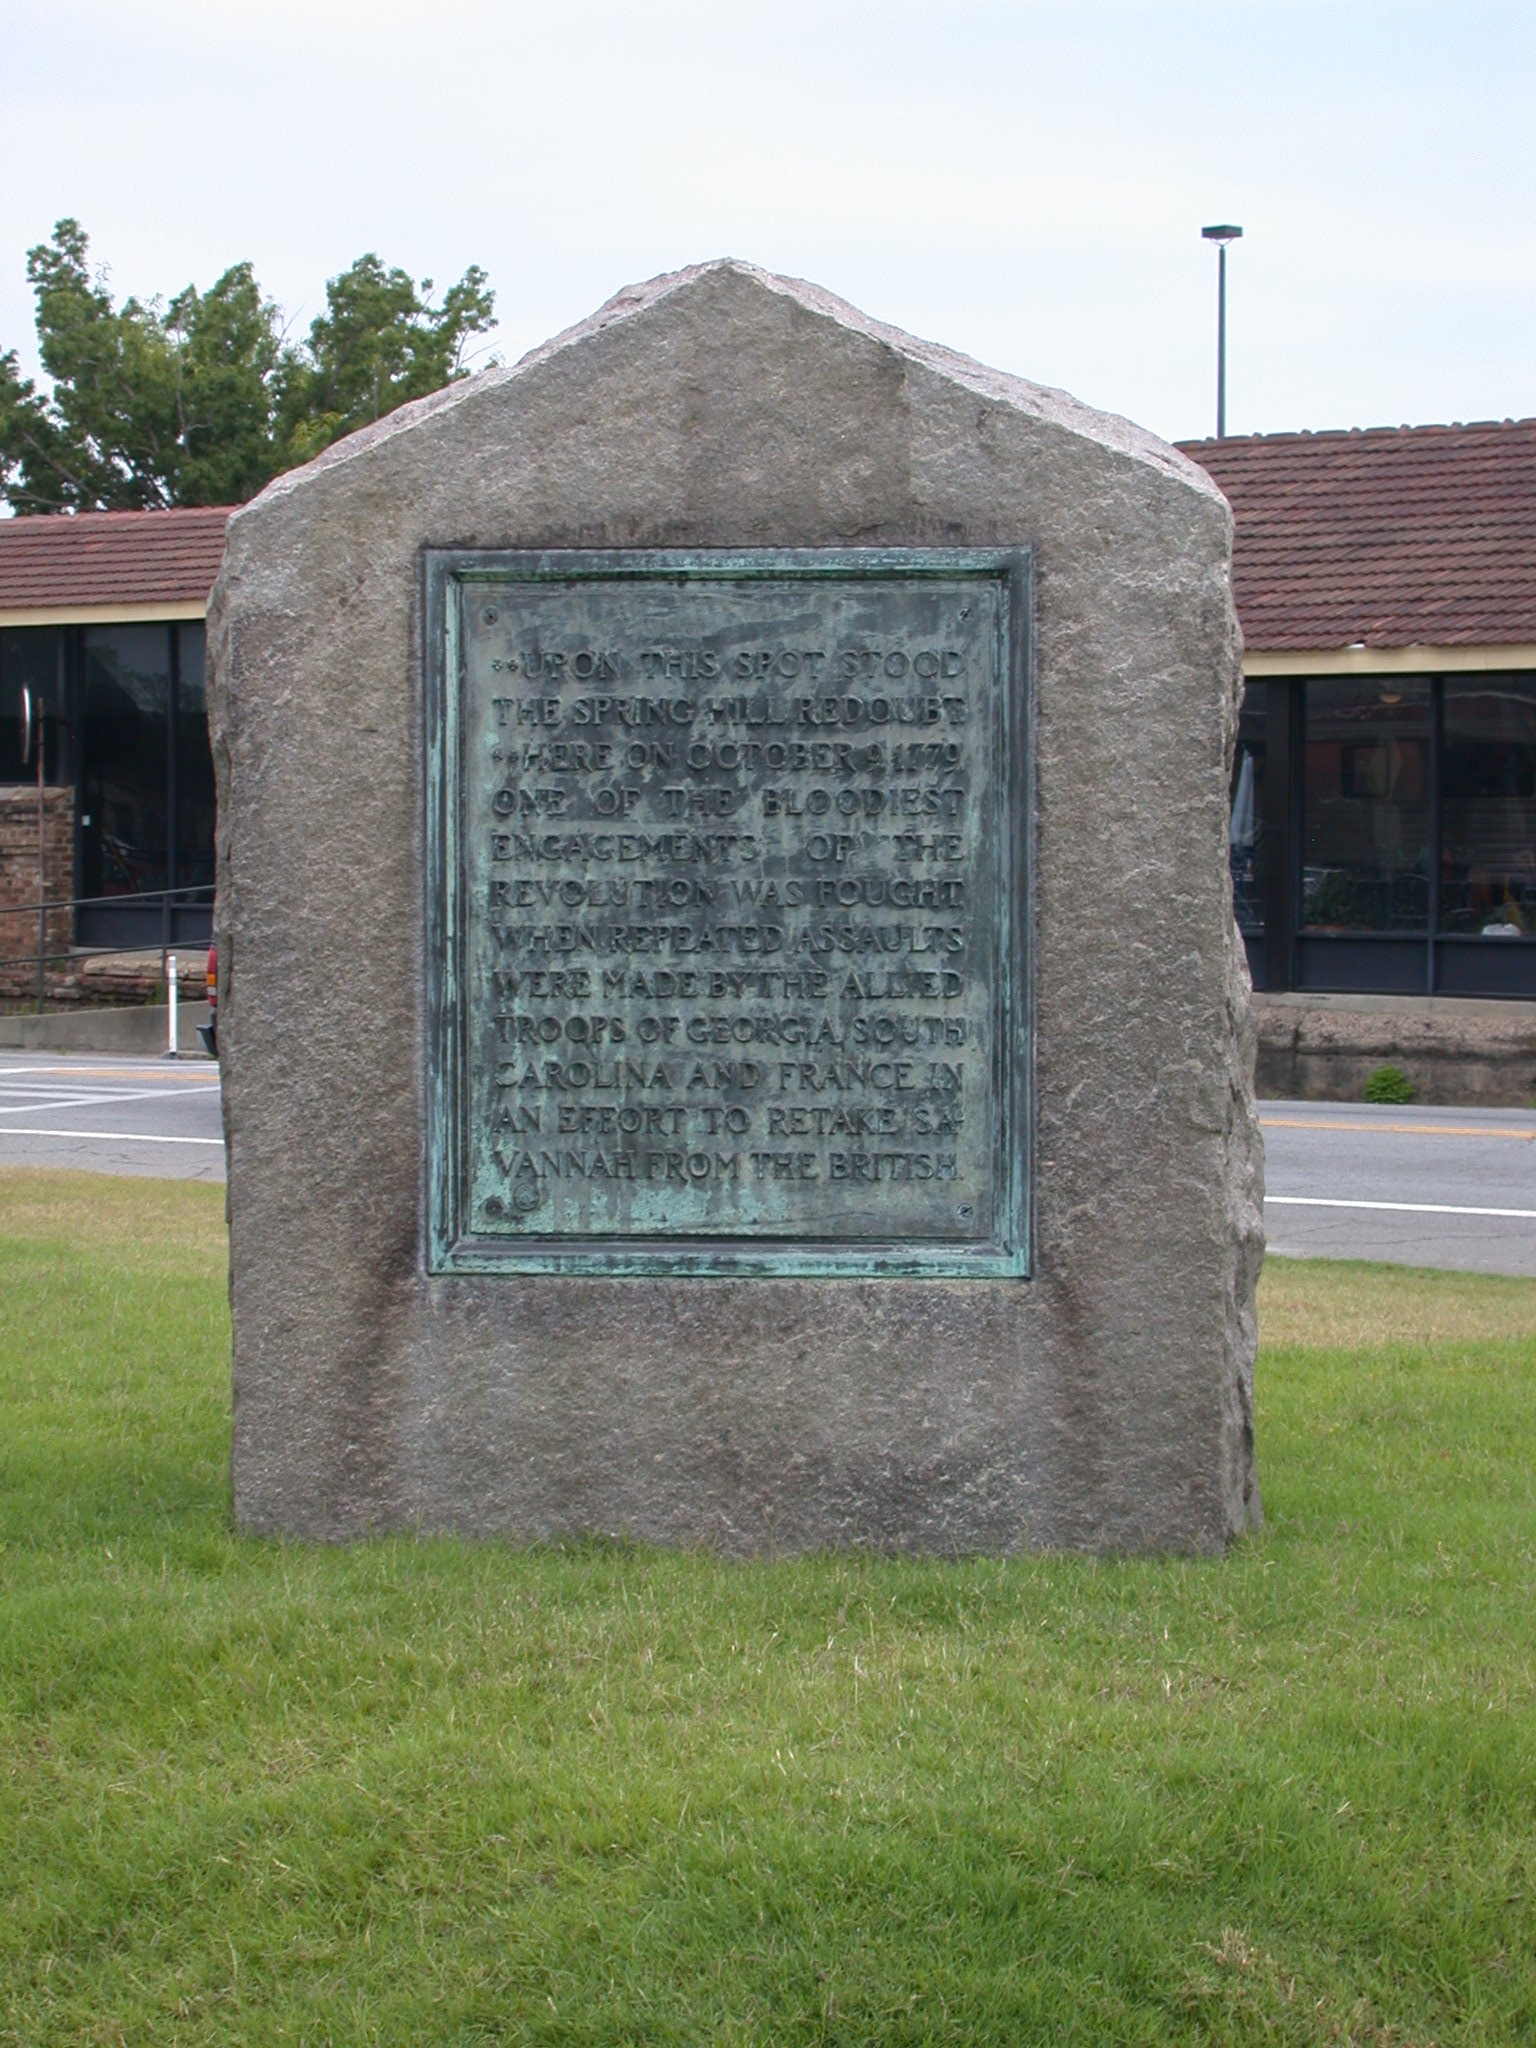 UPON THIS SPOT STOOD
THE SPRING HILL REDOUBT
HERE ON OCTOBER 9, 1779,
ONE OF THE BLOODIEST
ENGAGEMENTS OF THE
REVOLUTION WAS FOUGHT
WHEN REPEATED ASSAULTS
WERE MADE BY THE ALLIED
TROOPS OF GEORGIA, SOUTH
CAROLINA AND FRANCE IN
AN EFFORT TO RETAKE SA-
VANNAH FROM THE BRITISH.